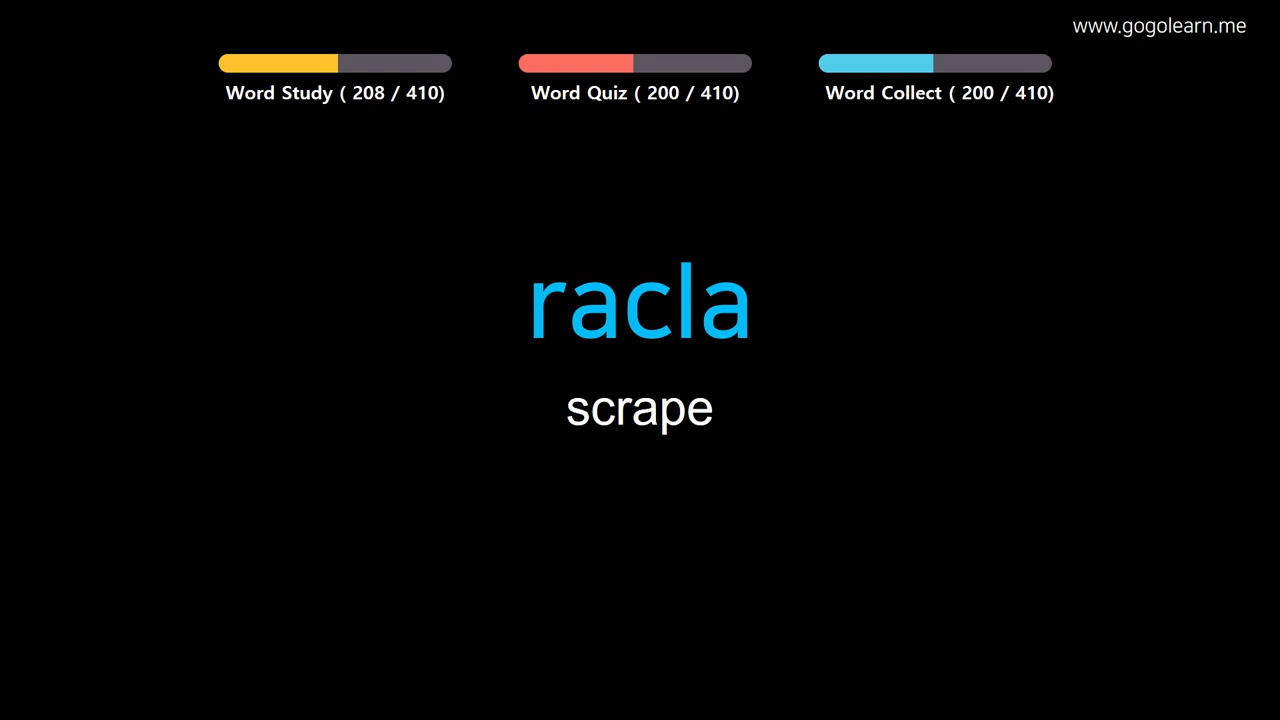 www.gogolearn.me
Word Study ( 208 / 410)
Word Quiz ( 200 / 410)
Word Collect ( 200 / 410)
racla
scrape